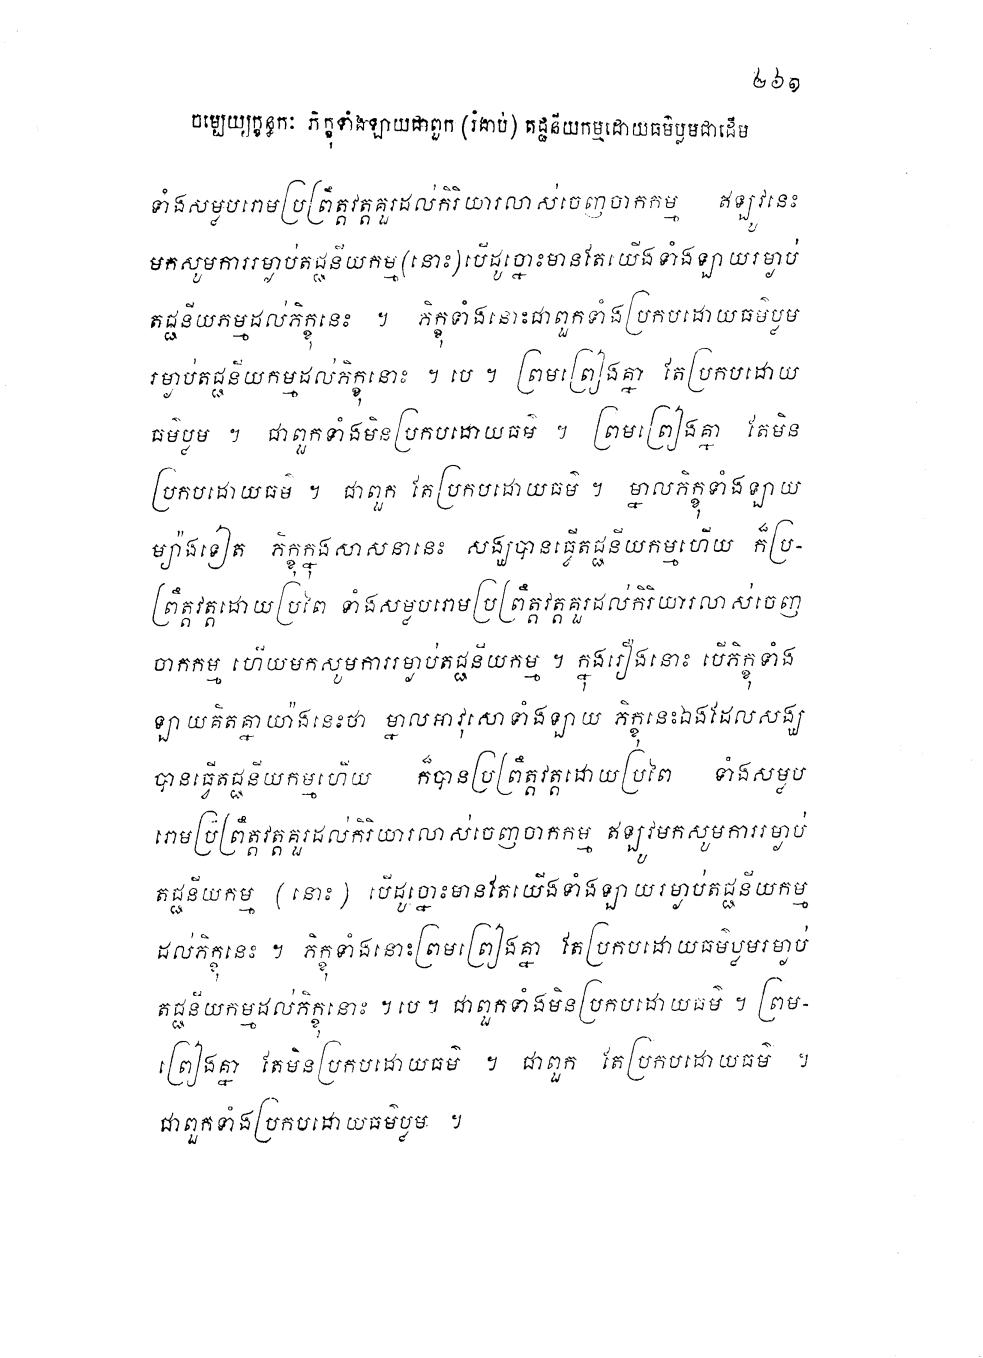 ២៦១
ចម្បេយ្យក្ខន្ធកៈ ភិក្ខុទាំងឡាយជាពួក (រំងាប់) តជ្ជនីយកម្មដោយធម៌ប្លមជាដើម
ទាំងសម្លបរោមប្រព្រឹត្តវត្តគួរដល់កិរិយារលាស់ចេញចាកកម្ម ឥឡូវនេះ
មកសូមការរម្ងាប់តជ្ជនីយកម្ម (នោះ) បើដូច្នោះមានតែយើងទាំងឡាយរម្ងាប់
តជ្ជនីយកម្មដល់ភិក្ខុនេះ ។ ភិក្ខុទាំងនោះជាពួកទាំងប្រកបដោយធម៌ប្លម
រម្ងាប់តជ្ជនីយកម្មដល់ភិក្ខុនោះ ។ បេ ។ ព្រមព្រៀងគ្នា តែប្រកបដោយ
ធម៌ប្លម ។ ជាពួកទាំងមិនប្រកបដោយធម៌ ។ ព្រមព្រៀងគ្នា តែមិន
ប្រកបដោយធម៌ ។ ជាពួក តែប្រកបដោយធម៌ ។ ម្នាលភិក្ខុទាំងឡាយ
ម្យ៉ាងទៀត ភិក្ខុក្នុងសាសនានេះ សង្ឃបានធ្វើតជ្ជនីយកម្មហើយ ក៏ប្រ-
ព្រឹត្តវត្តដោយប្រពៃ ទាំងសម្លបរោមប្រព្រឹត្តវត្តគួរដល់កិរិយារលាស់ចេញ
ចាកកម្ម ហើយមកសូមការរម្ងាប់តជ្ជនីយកម្ម ។ ក្នុងរឿងនោះ បើភិក្ខុទាំង
ឡាយគិតគ្នាយ៉ាងនេះថា ម្នាលអាវុសោទាំងឡាយ ភិក្ខុនេះឯងដែលសង្ឃ
បានធ្វើតជ្ជនីយកម្មហើយ ក៏បានប្រព្រឹត្តវត្តដោយប្រពៃ ទាំងសម្លប
រោមប្រព្រឹត្តវត្តគួរដល់កិរិយារលាស់ចេញចាកកម្ម ឥឡូវមកសូមការរម្ងាប់
តជ្ជនីយកម្ម (នោះ) បើដូច្នោះមានតែយើងទាំងឡាយរម្ងាប់តជ្ជនីយកម្ម
ដល់ភិក្ខុនេះ ។ ភិក្ខុទាំងនោះព្រមព្រៀងគ្នា តែប្រកបដោយធម៌ប្លមរម្ងាប់
តជ្ជនីយកម្មដល់ភិក្ខុនោះ ។ បេ ។ ជាពួកទាំងមិនប្រកបដោយធម៌ ។ ព្រម-
ព្រៀងគ្នា តែមិនប្រកបដោយធម៌ ។ ជាពួក តែប្រកបដោយធម៌ ។
ជាពួកទាំងប្រកបដោយធម៌ប្លម ។